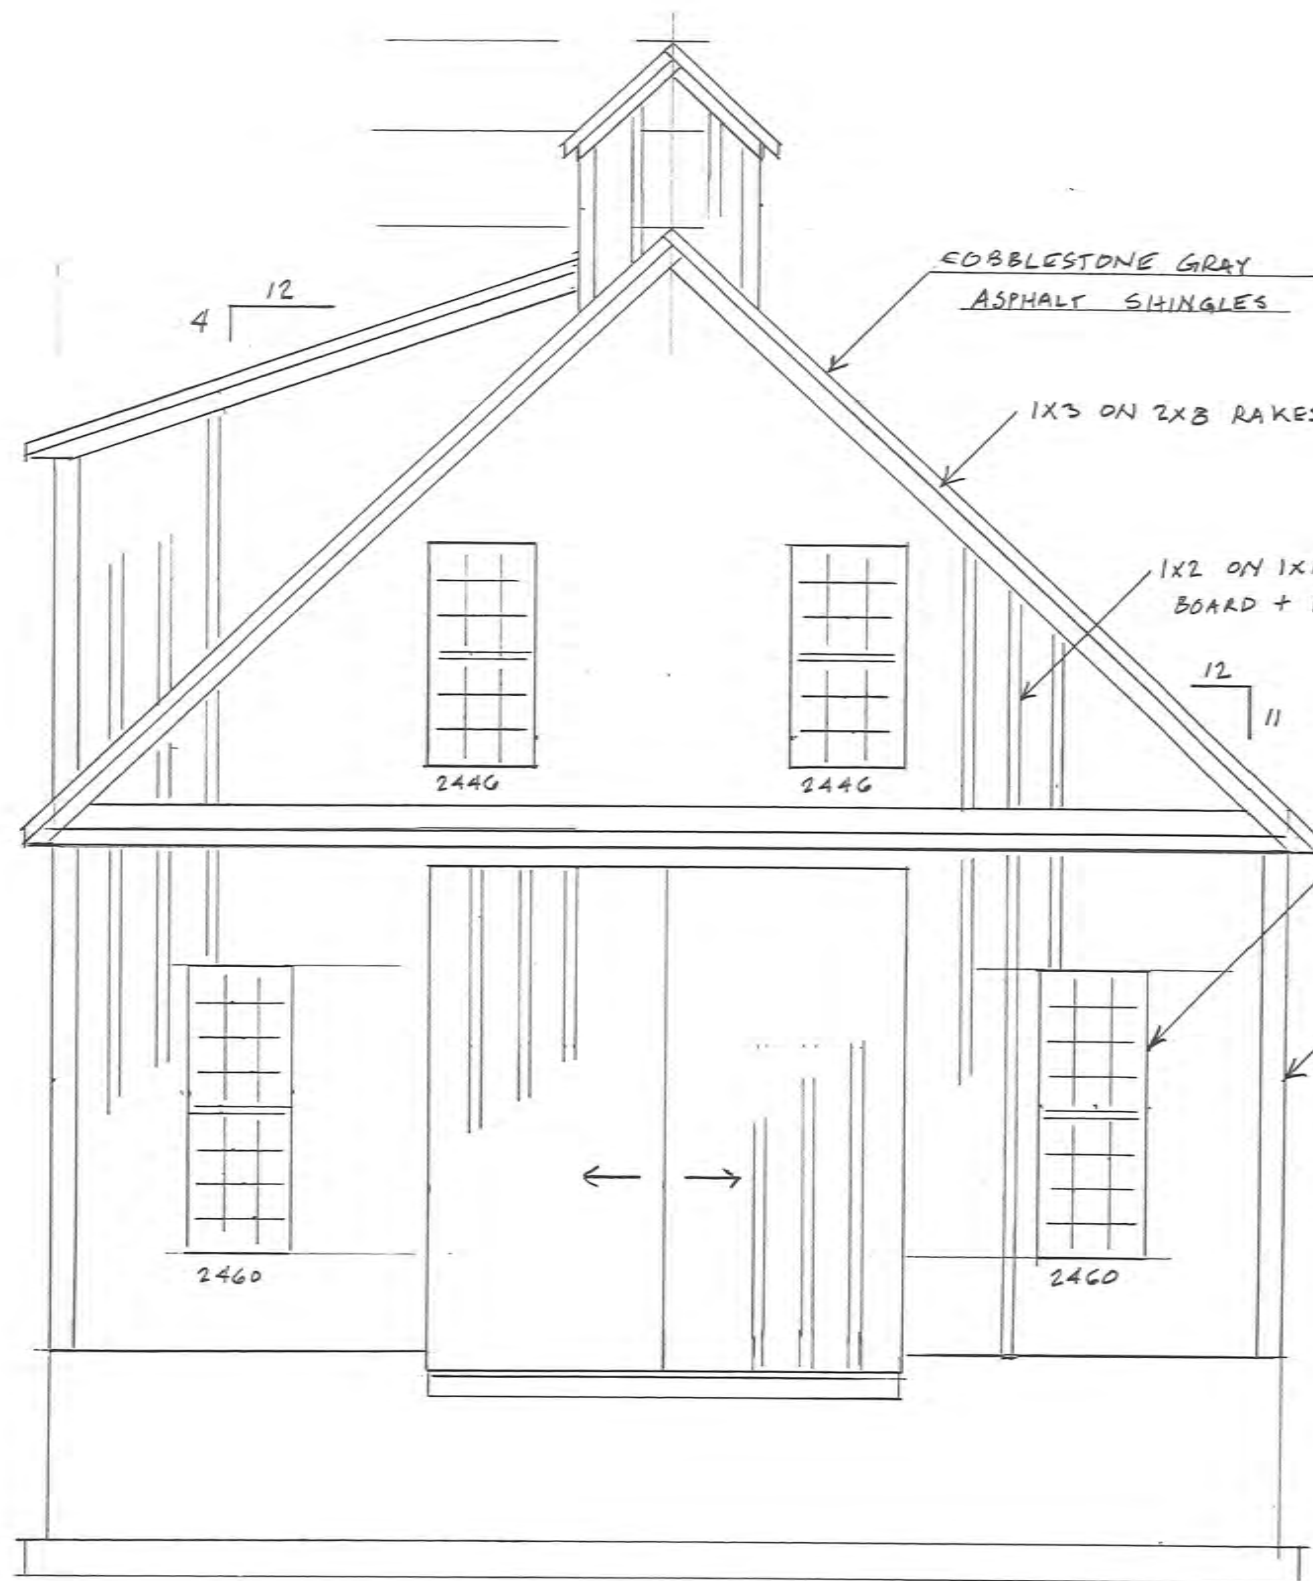 COBBLESTONE GRAY
ASPHALT SHINGLES
12
4
1X3 ON 2X8 RAKES
1X2 ON
BOARD +
12
11
2446
2446
2460
2460